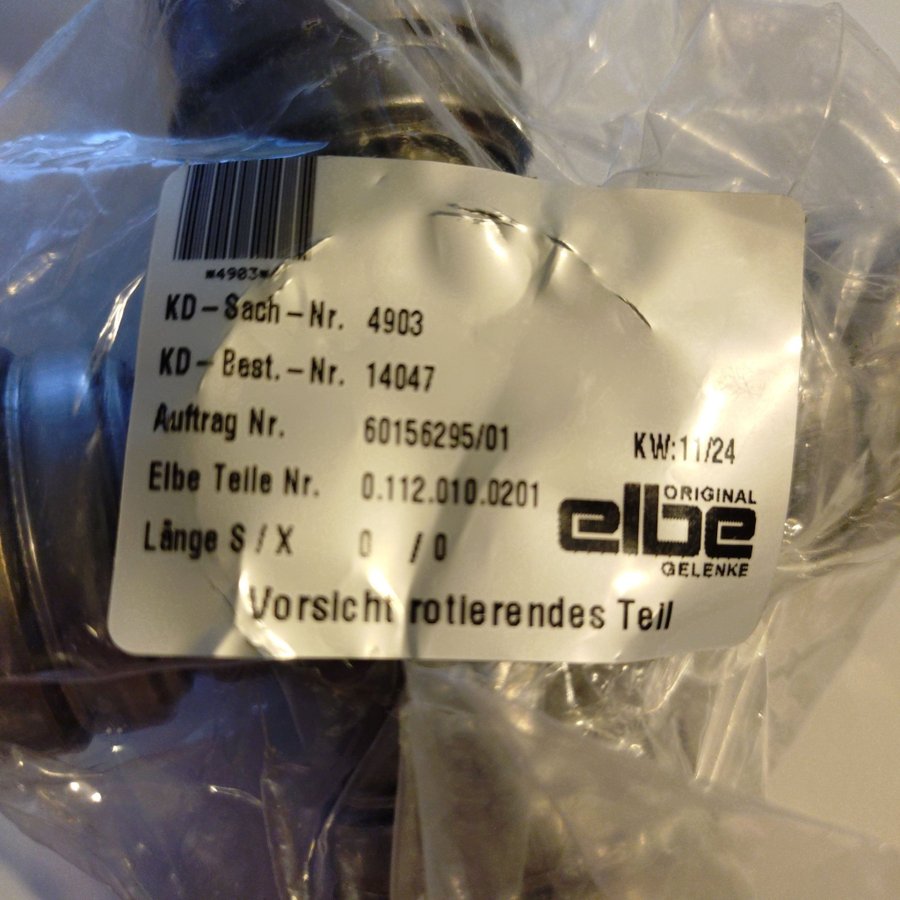 *4903*
KD-Sach-Nr. 4903
KD-Best.-Nr. 14047
Auftrag Nr. 60156295/01
KW:11/24
Elbe Teile Nr. 0.112.010.0201
ORIGINAL
elbe
GELENKE
Länge S / X 0 / 0
Vorsicht rotierendes Teil